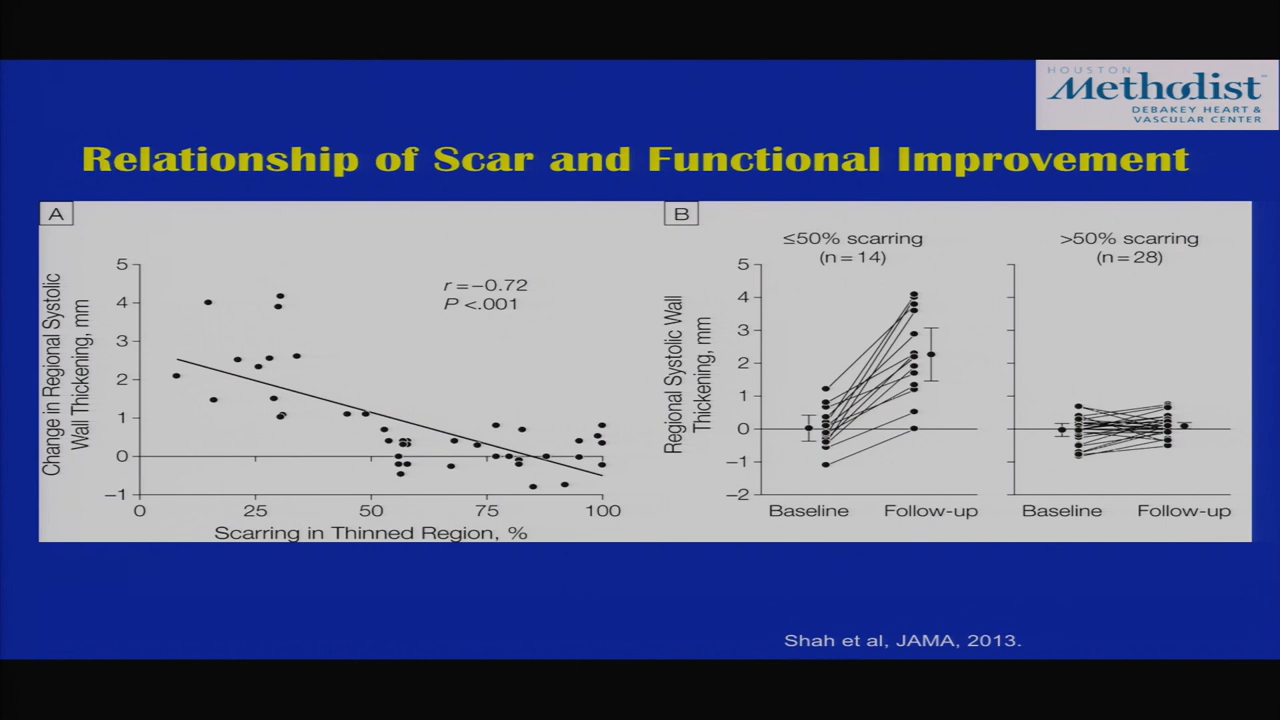 HOUSTON
Methodist
DEBAKEY HEART &
VASCULAR CENTER
Relationship of Scar and Functional Improvement
A
Change in Regional Systolic
Wall Thickening, mm
5
4
3
2
1
0
−1
r=−0.72
P <.001
0 25 50 75 100
Scarring in Thinned Region, %
B
Regional Systolic Wall
Thickening, mm
≤50% scarring
(n=14)
5
4
3
2
1
0
−1
−2
Baseline Follow-up
>50% scarring
(n=28)
Baseline Follow-up
Shah et al, JAMA, 2013.